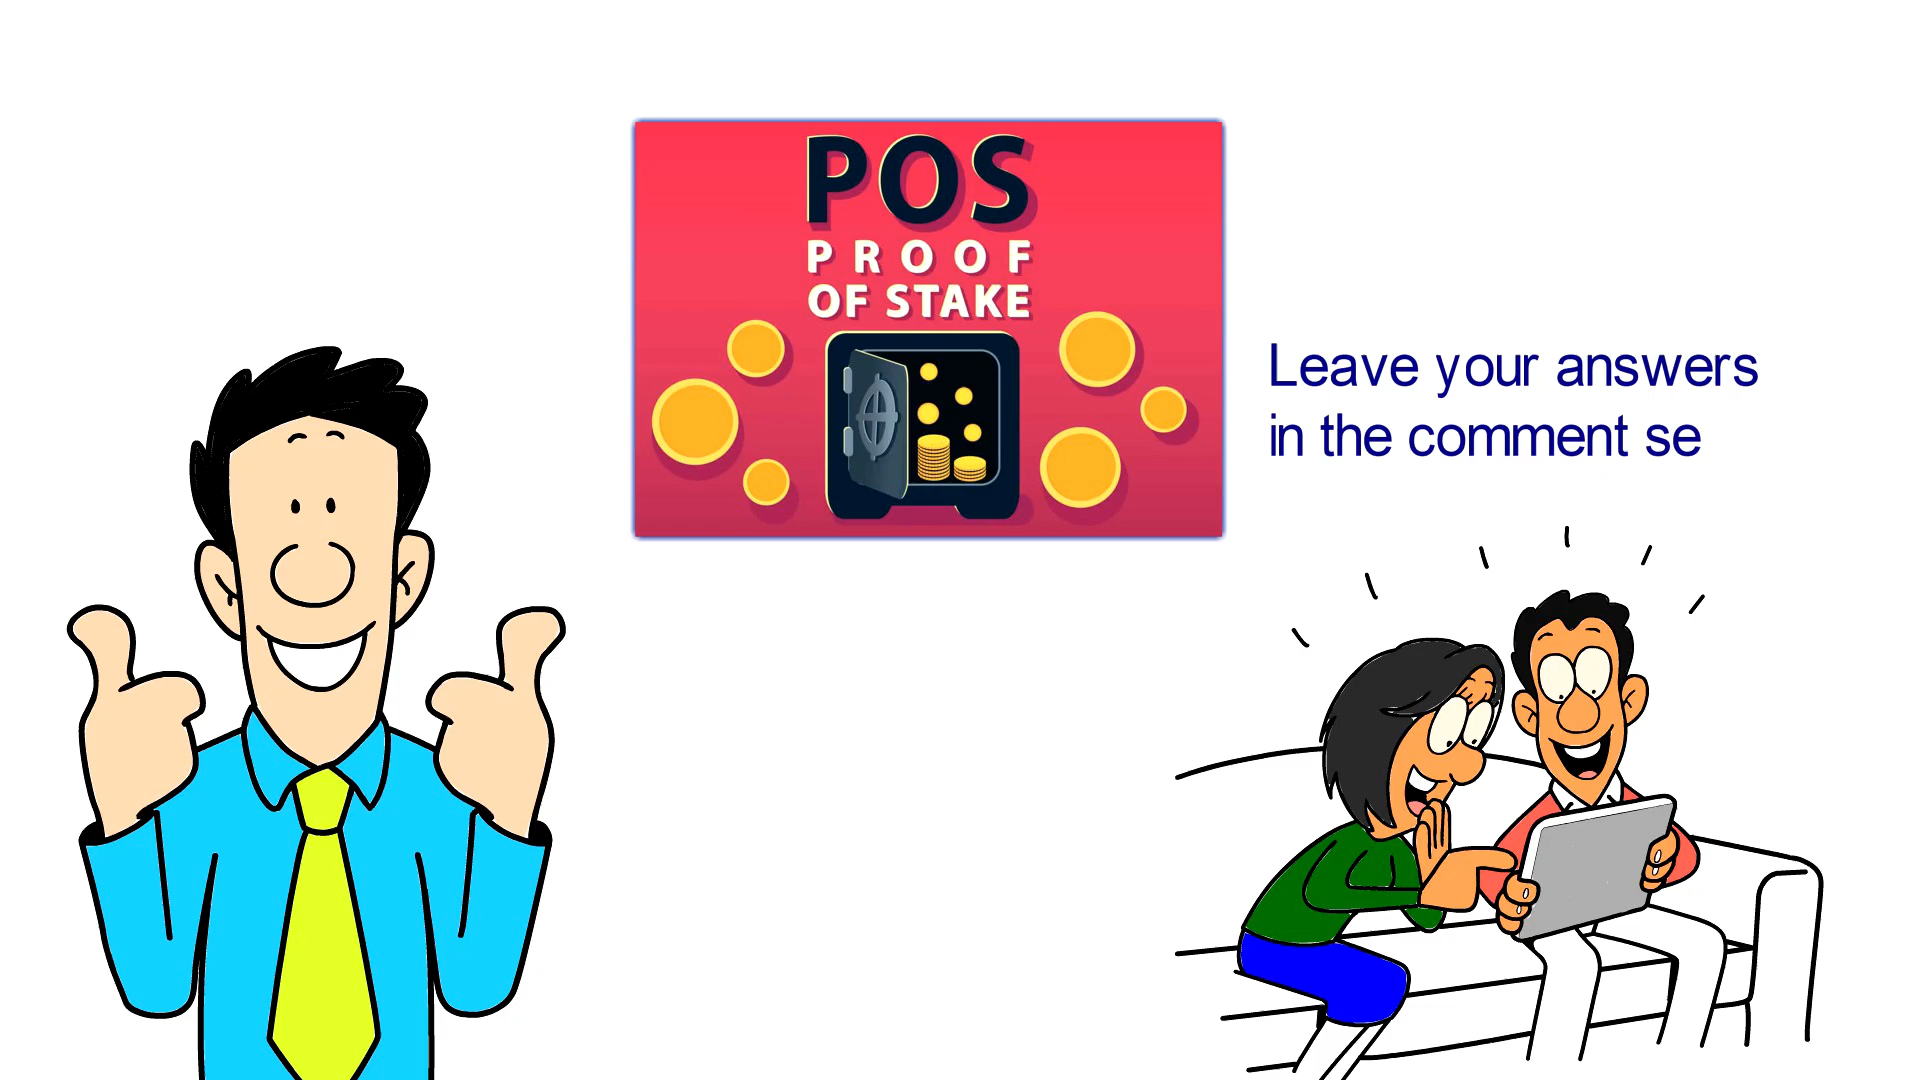 POS
PROOF
OF STAKE
Leave your answers
in the comment se